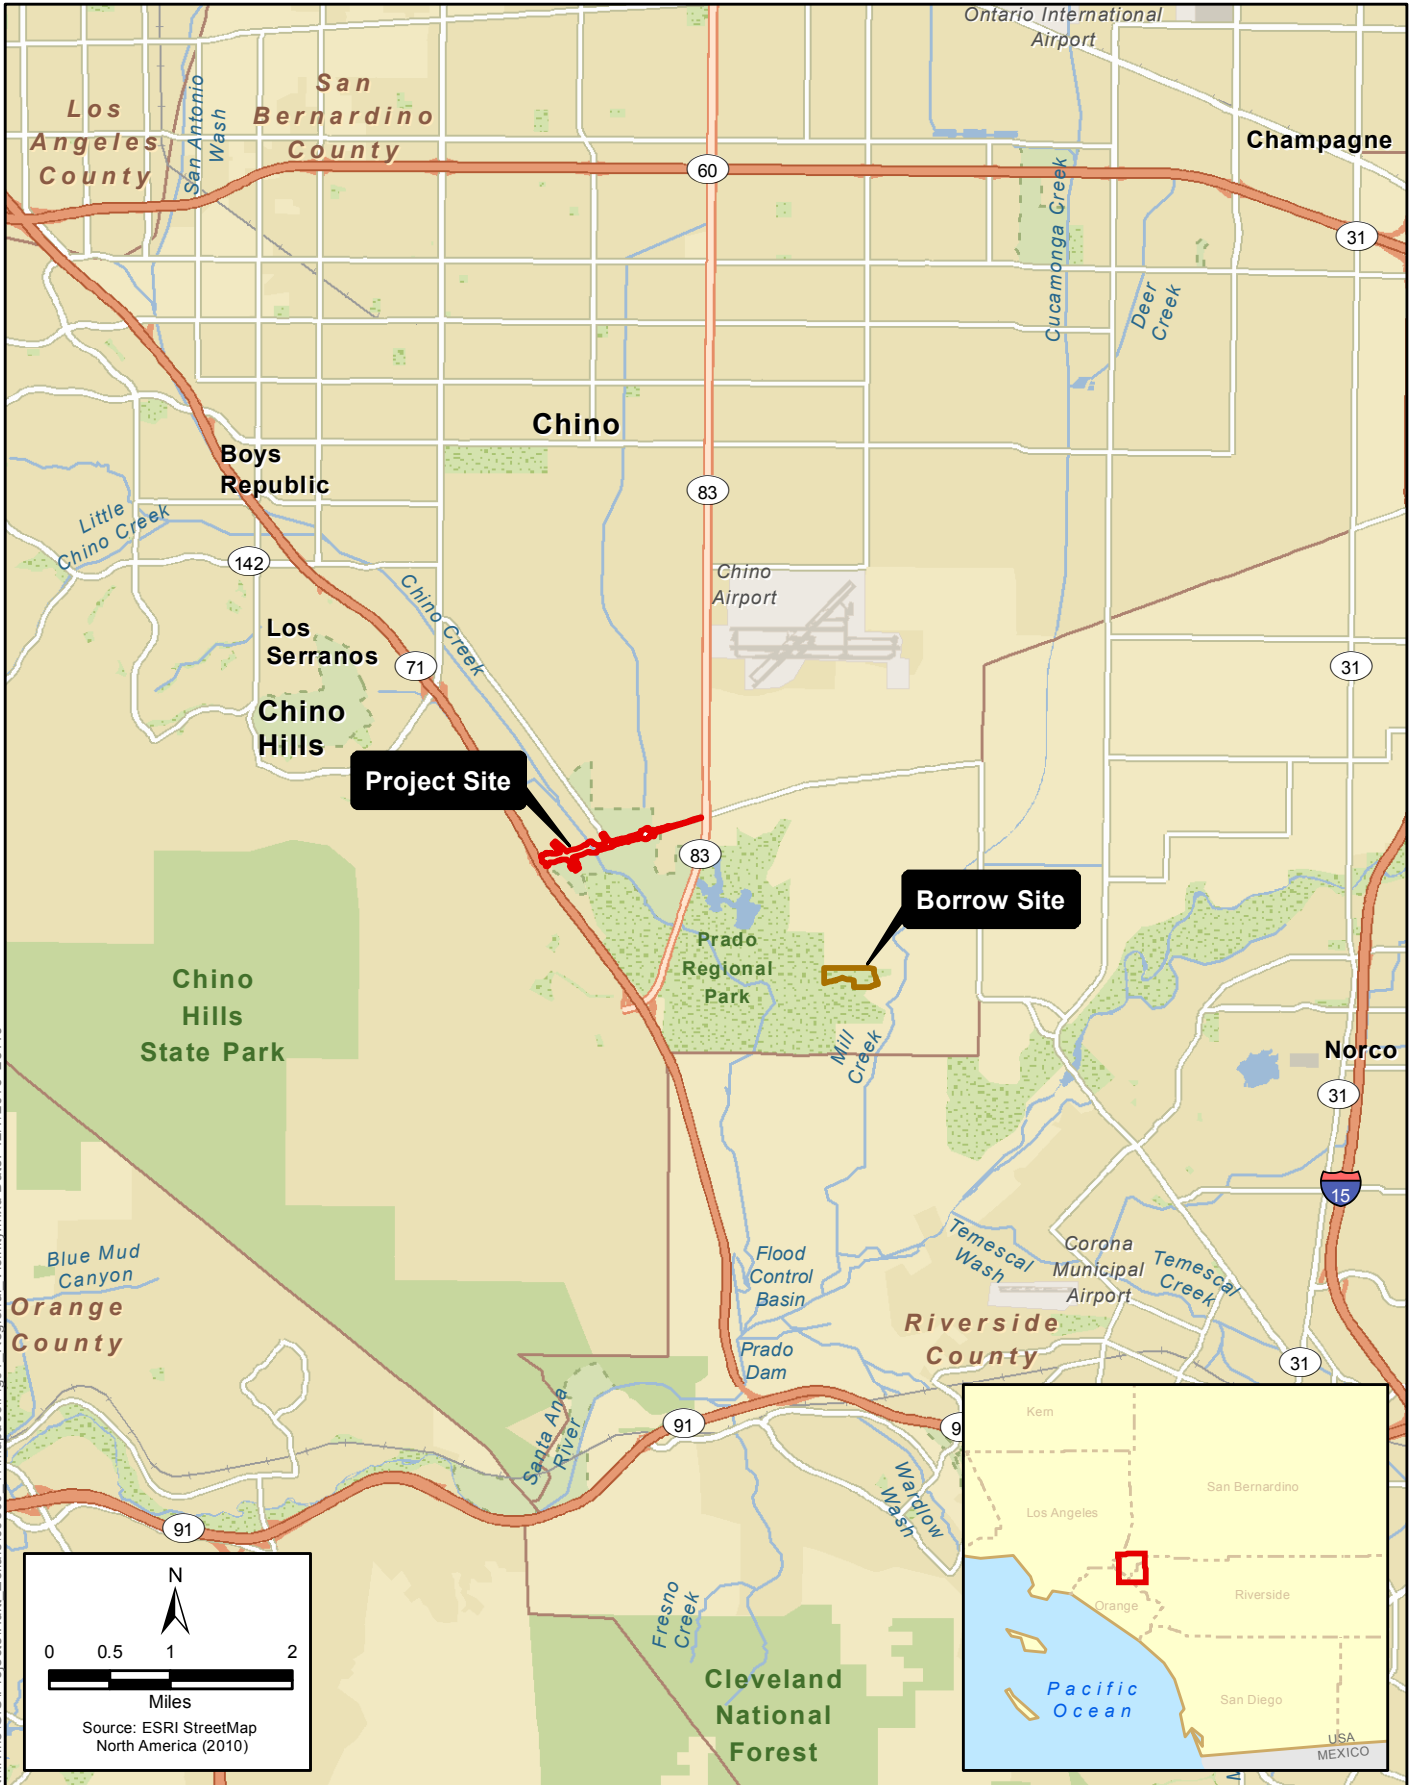 Ontario International
Airport
Los
Angeles
County
San Antonio
Wash
San
Bernardino
County
60
Champagne
31
Cucamonga Creek
Deer
Creek
Chino
Boys
Republic
83
Little
Chino Creek
142
Chino Creek
Chino
Airport
Los
Serranos
71
31
Chino
Hills
Project Site
83
Borrow Site
Prado
Regional
Park
Chino
Hills
State Park
Mill
Creek
Norco
31
15
Blue Mud
Canyon
Flood
Control
Basin
Temescal
Wash
Corona
Municipal
Airport
Temescal
Creek
Orange
County
Riverside
County
Prado
Dam
31
Santa Ana
River
91
9
Wardlow
Wash
91
Fresno
Creek
Cleveland
National
Forest
N
0 0.5 1 2
Miles
Source: ESRI StreetMap
North America (2010)
Kern
San Bernardino
Los Angeles
Riverside
Orange
Pacific
Ocean
San Diego
USA
MEXICO